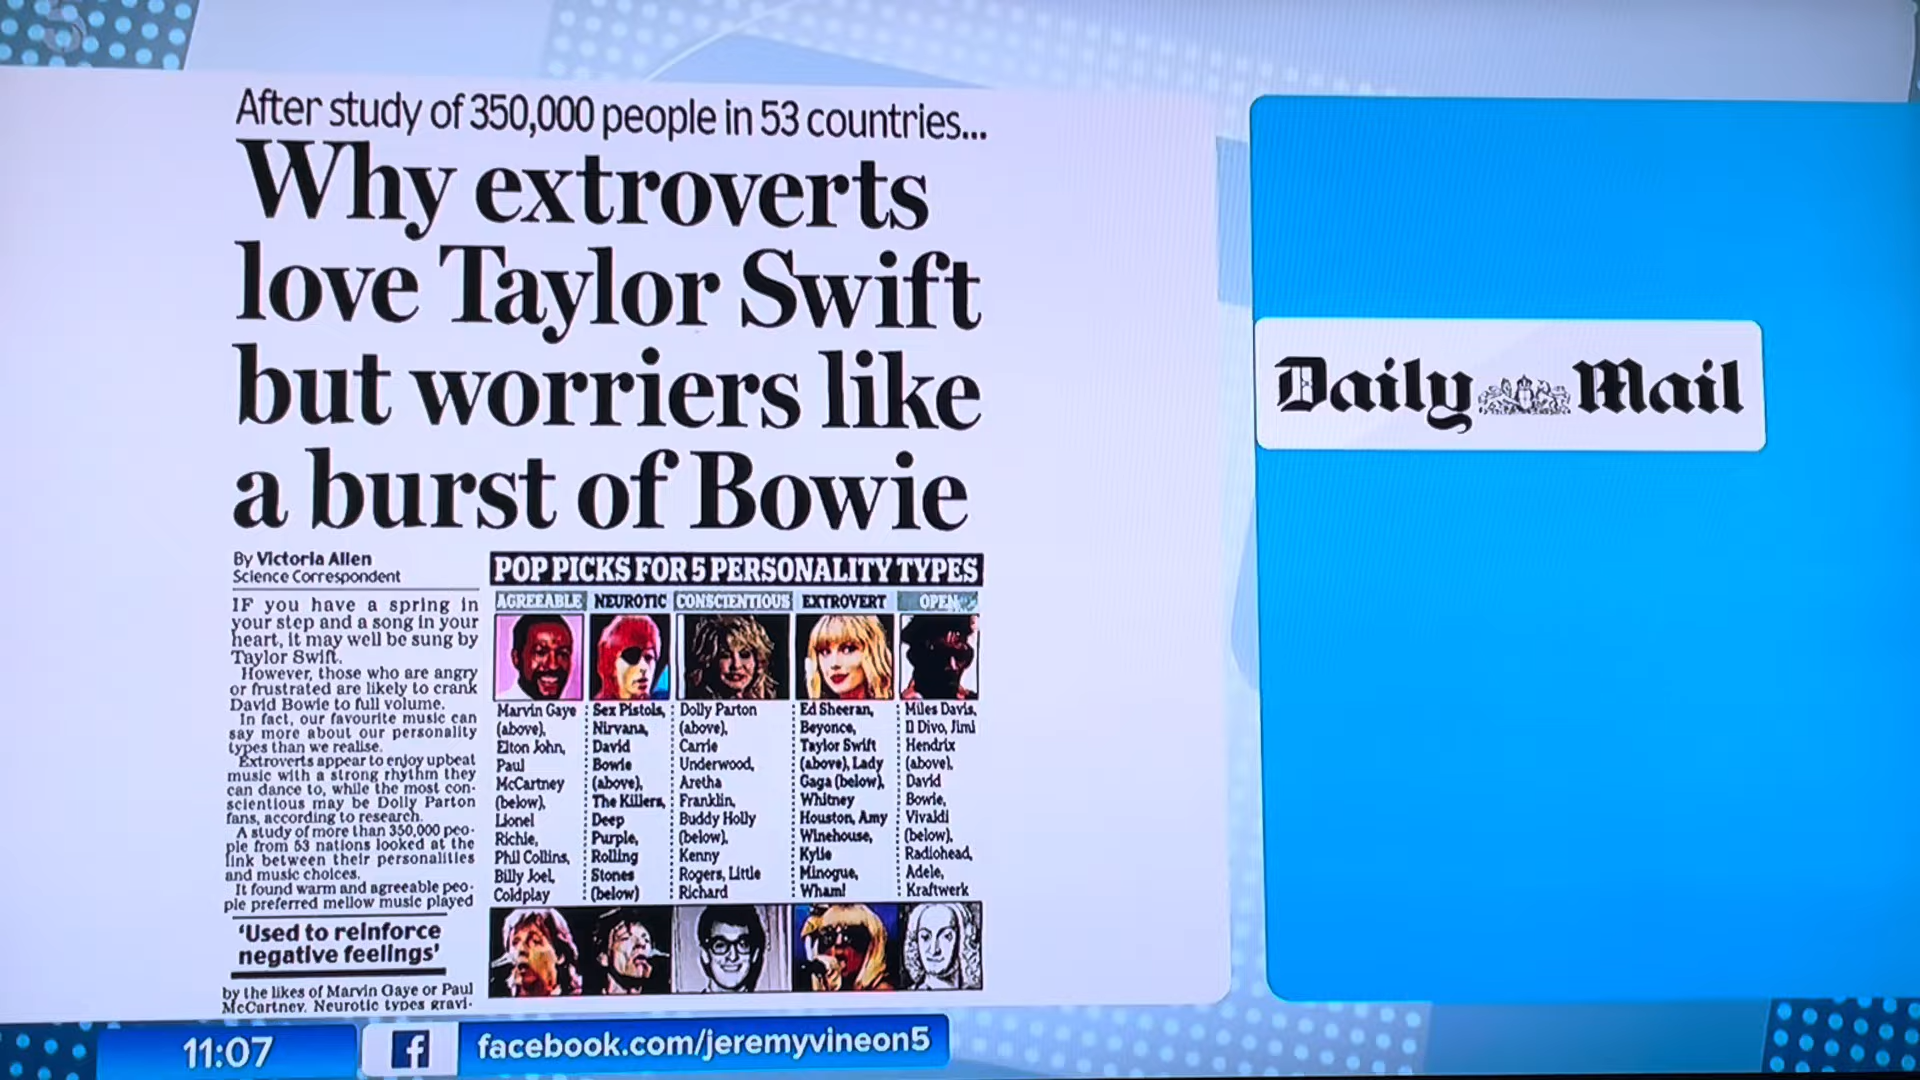 5
After study of 350,000 people in 53 countries...
Why extroverts
love Taylor Swift
but worriers like
a burst of Bowie
By Victoria Allen
Science Correspondent
IF you have a spring in
your step and a song in your
heart, it may well be sung by
Taylor Swift.
However, those who are angry
or frustrated are likely to crank
David Bowie to full volume.
In fact, our favourite music can
say more about our personality
types than we realise.
Extroverts appear to enjoy upbeat
music with a strong rhythm they
can dance to, while the most con-
scientious may be Dolly Parton
fans, according to research.
A study of more than 350,000 peo-
ple from 53 nations looked at the
link between their personalities
and music choices.
It found warm and agreeable peo-
ple preferred mellow music played
'Used to reinforce
negative feelings'
by the likes of Marvin Gaye or Paul
McCartney. Neurotic types gravi-
POP PICKS FOR 5 PERSONALITY TYPES
AGREEABLE
Marvin Gaye
(above),
Elton John,
Paul
McCartney
(below),
Lionel
Richie,
Phil Collins,
Billy Joel,
Coldplay
NEUROTIC
Sex Pistols,
Nirvana,
David
Bowie
(above),
The Killers,
Deep
Purple,
Rolling
Stones
(below)
CONSCIENTIOUS
Dolly Parton
(above),
Carrie
Underwood,
Aretha
Franklin,
Buddy Holly
(below),
Kenny
Rogers, Little
Richard
EXTROVERT
Ed Sheeran,
Beyonce,
Taylor Swift
(above), Lady
Gaga (below),
Whitney
Houston, Amy
Winehouse,
Kylie
Minogue,
Wham!
OPEN
Miles Davis,
Il Divo, Jimi
Hendrix
(above),
David
Bowie,
Vivaldi
(below),
Radiohead,
Adele,
Kraftwerk
Daily Mail
11:07
facebook.com/jeremyvineon5